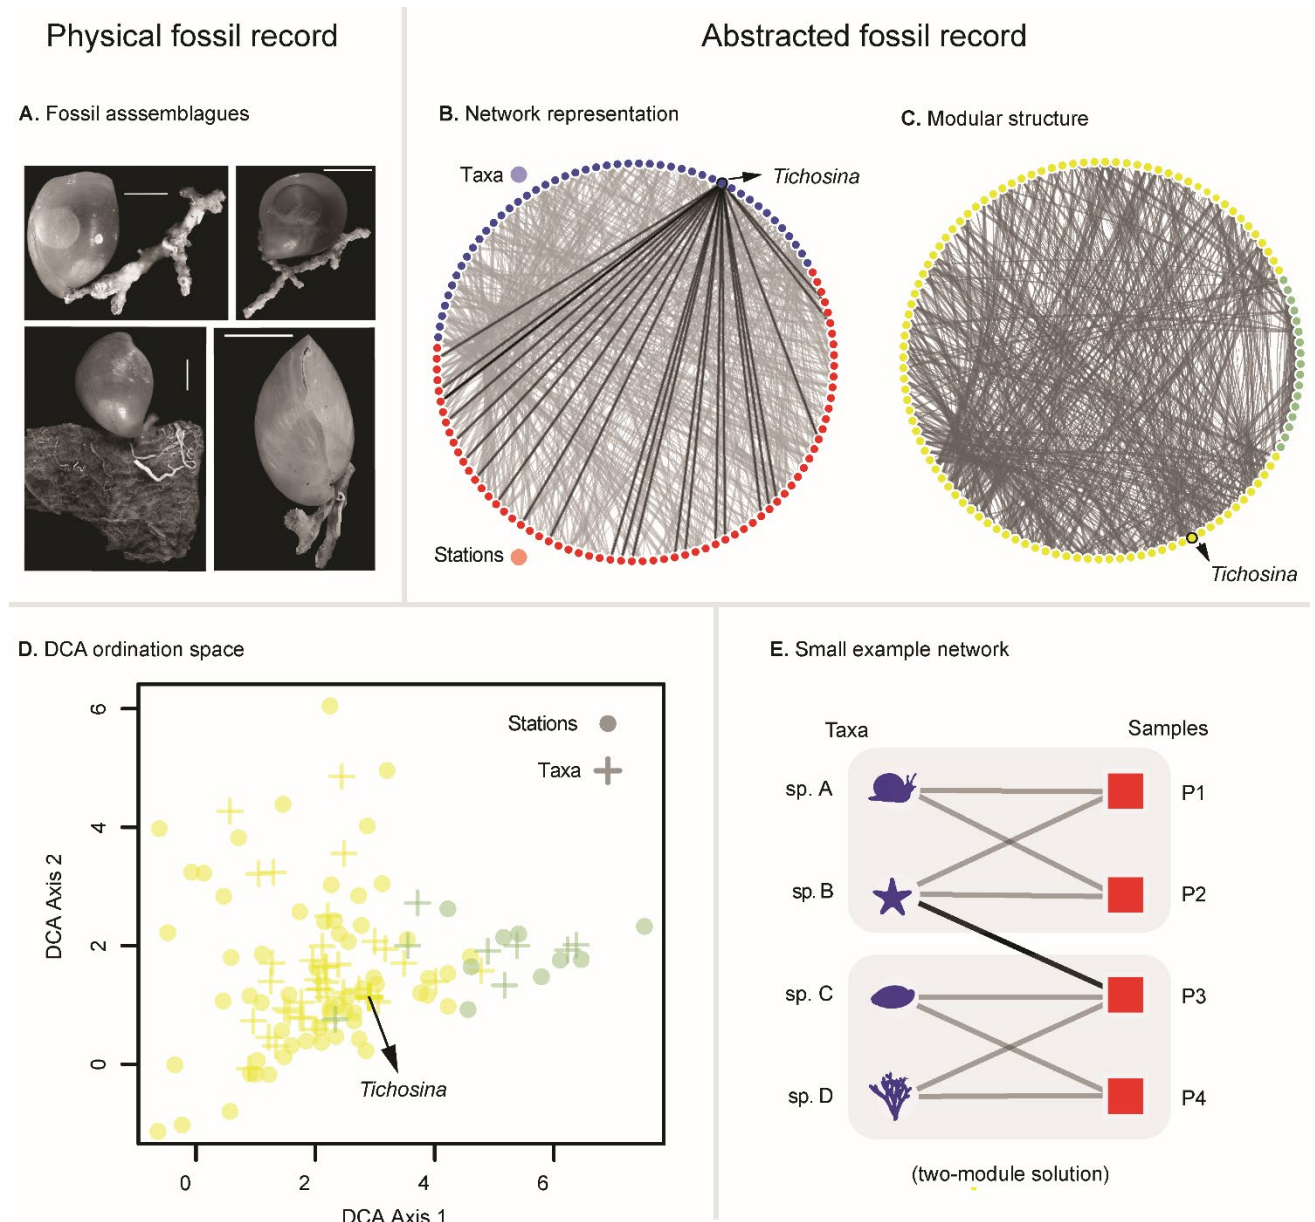 Physical fossil record
Abstracted fossil record
A. Fossil asssemblagues
B. Network representation
C. Modular structure
Taxa
Tichosina
Stations
Tichosina
D. DCA ordination space
DCA Axis 2
6
4
2
0
Stations
Taxa
Tichosina
0 2 4 6
DCA Axis 1
E. Small example network
Taxa
Samples
sp. A
P1
sp. B
P2
sp. C
P3
sp. D
P4
(two-module solution)